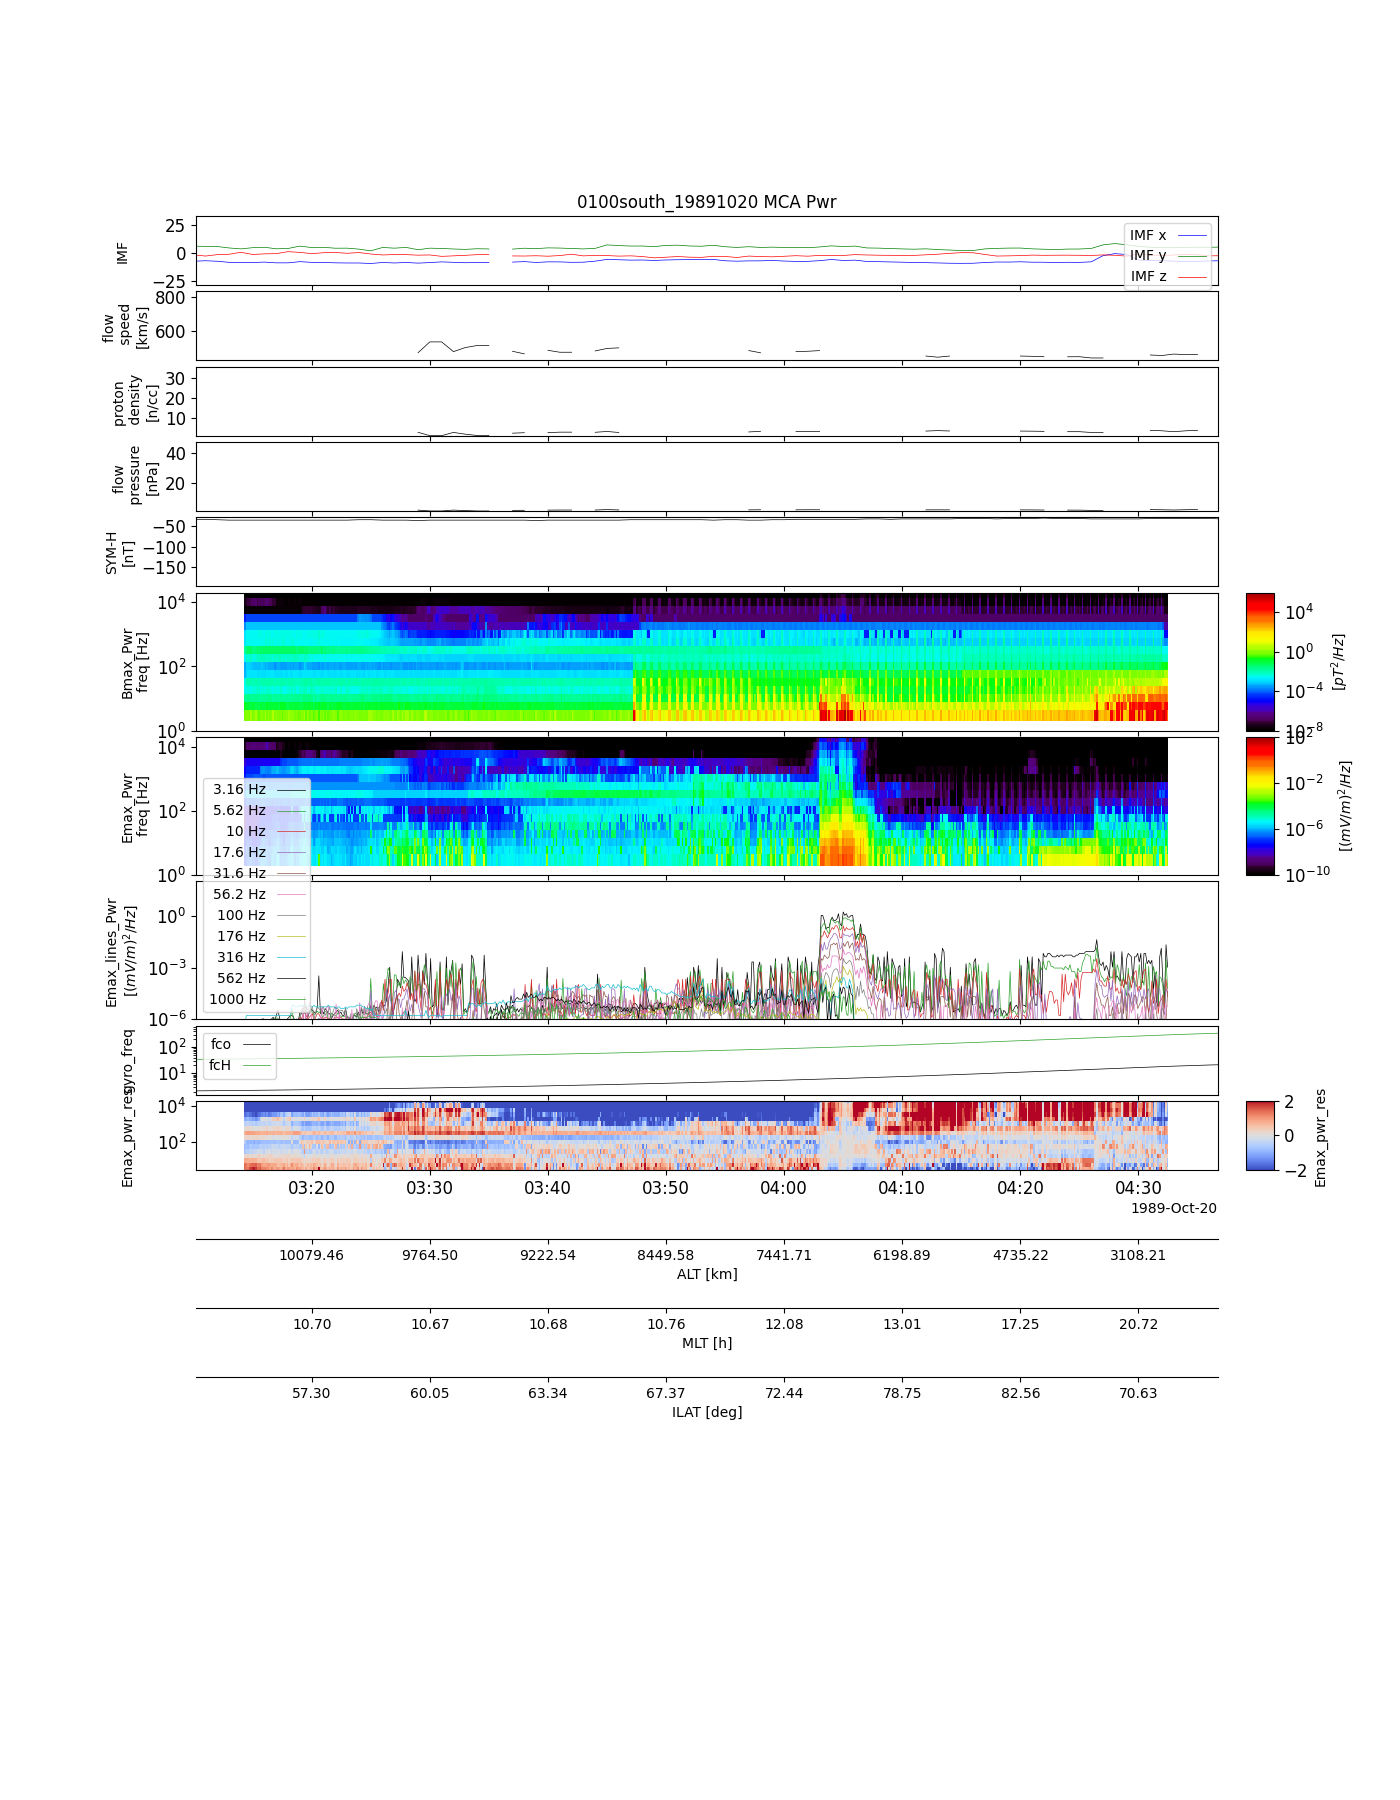 0100south_19891020 MCA Pwr
25
0
−25
IMF
IMF x
IMF y
IMF z
800
600
flow
speed
[km/s]
30
20
10
proton
density
[n/cc]
40
20
flow
pressure
[nPa]
−50
−100
−150
SYM-H
[nT]
10^4
10^2
10^0
Bmax_Pwr
freq [Hz]
10^4
10^0
10^−4
10^−8
[pT^2/Hz]
10^4
10^2
10^0
Emax_Pwr
freq [Hz]
10^2
10^−2
10^−6
10^−10
[(mV/m)^2/Hz]
3.16 Hz
5.62 Hz
10 Hz
17.6 Hz
31.6 Hz
56.2 Hz
100 Hz
176 Hz
316 Hz
562 Hz
1000 Hz
10^0
10^−3
10^−6
Emax_lines_Pwr
[(mV/m)^2/Hz]
10^2
10^1
gyro_freq
fco
fcH
10^4
10^2
Emax_pwr_res
2
0
−2
Emax_pwr_res
03:20 03:30 03:40 03:50 04:00 04:10 04:20 04:30
1989-Oct-20
10079.46 9764.50 9222.54 8449.58 7441.71 6198.89 4735.22 3108.21
ALT [km]
10.70 10.67 10.68 10.76 12.08 13.01 17.25 20.72
MLT [h]
57.30 60.05 63.34 67.37 72.44 78.75 82.56 70.63
ILAT [deg]